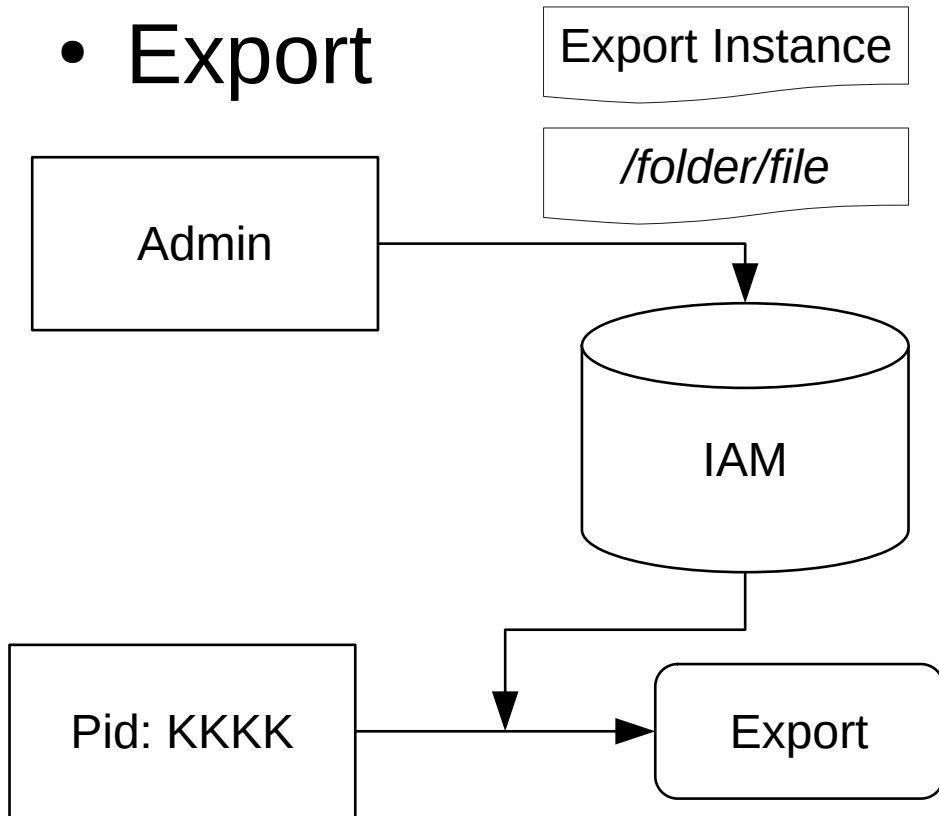 • Export
Export Instance
/folder/file
Admin
IAM
Pid: KKKK
Export